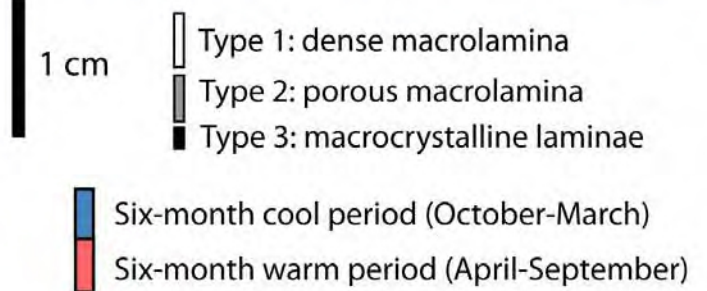 1 cm
Type 1: dense macrolamina
Type 2: porous macrolamina
Type 3: macrocrystalline laminae
Six-month cool period (October-March)
Six-month warm period (April-September)